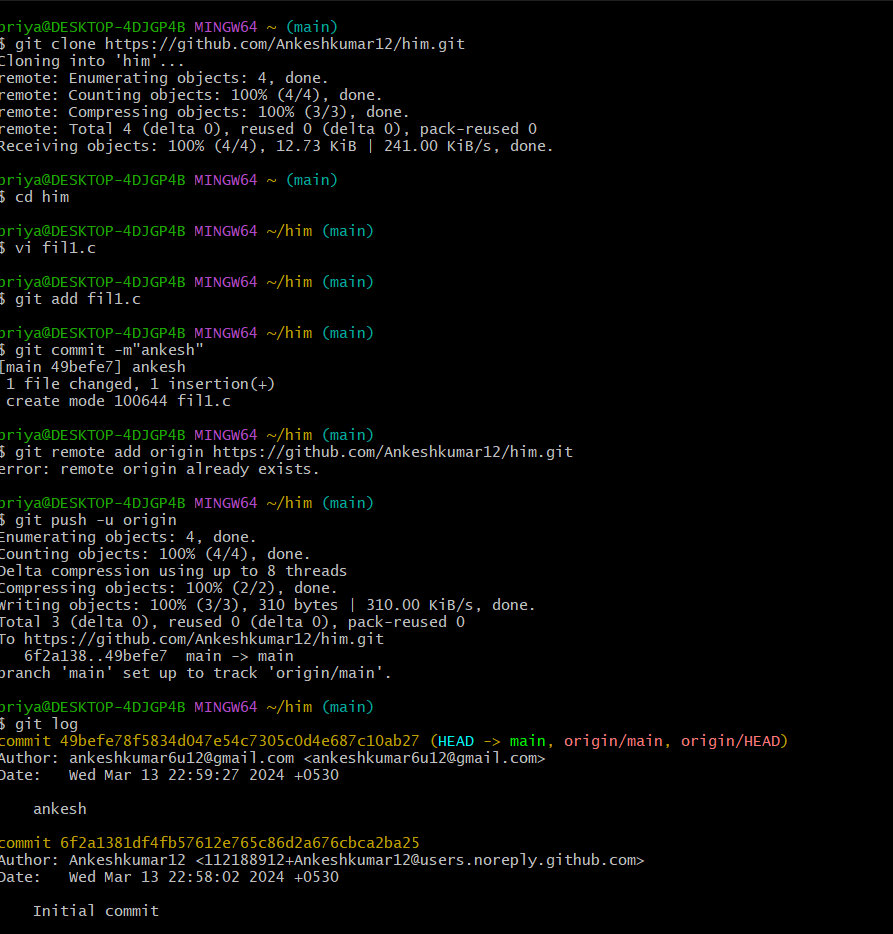 priya@DESKTOP-4DJGP4B MINGW64 ~ (main)
$ git clone https://github.com/Ankeshkumar12/him.git
Cloning into 'him'...
remote: Enumerating objects: 4, done.
remote: Counting objects: 100% (4/4), done.
remote: Compressing objects: 100% (3/3), done.
remote: Total 4 (delta 0), reused 0 (delta 0), pack-reused 0
Receiving objects: 100% (4/4), 12.73 KiB | 241.00 KiB/s, done.
priya@DESKTOP-4DJGP4B MINGW64 ~ (main)
$ cd him
priya@DESKTOP-4DJGP4B MINGW64 ~/him (main)
$ vi fil1.c
priya@DESKTOP-4DJGP4B MINGW64 ~/him (main)
$ git add fil1.c
priya@DESKTOP-4DJGP4B MINGW64 ~/him (main)
$ git commit -m"ankesh"
[main 49befe7] ankesh
 1 file changed, 1 insertion(+)
 create mode 100644 fil1.c
priya@DESKTOP-4DJGP4B MINGW64 ~/him (main)
$ git remote add origin https://github.com/Ankeshkumar12/him.git
error: remote origin already exists.
priya@DESKTOP-4DJGP4B MINGW64 ~/him (main)
$ git push -u origin
Enumerating objects: 4, done.
Counting objects: 100% (4/4), done.
Delta compression using up to 8 threads
Compressing objects: 100% (2/2), done.
Writing objects: 100% (3/3), 310 bytes | 310.00 KiB/s, done.
Total 3 (delta 0), reused 0 (delta 0), pack-reused 0
To https://github.com/Ankeshkumar12/him.git
   6f2a138..49befe7  main -> main
branch 'main' set up to track 'origin/main'.
priya@DESKTOP-4DJGP4B MINGW64 ~/him (main)
$ git log
commit 49befe78f5834d047e54c7305c0d4e687c10ab27 (HEAD -> main, origin/main, origin/HEAD)
Author: ankeshkumar6u12@gmail.com <ankeshkumar6u12@gmail.com>
Date:   Wed Mar 13 22:59:27 2024 +0530
    ankesh
commit 6f2a1381df4fb57612e765c86d2a676cbca2ba25
Author: Ankeshkumar12 <112188912+Ankeshkumar12@users.noreply.github.com>
Date:   Wed Mar 13 22:58:02 2024 +0530
    Initial commit